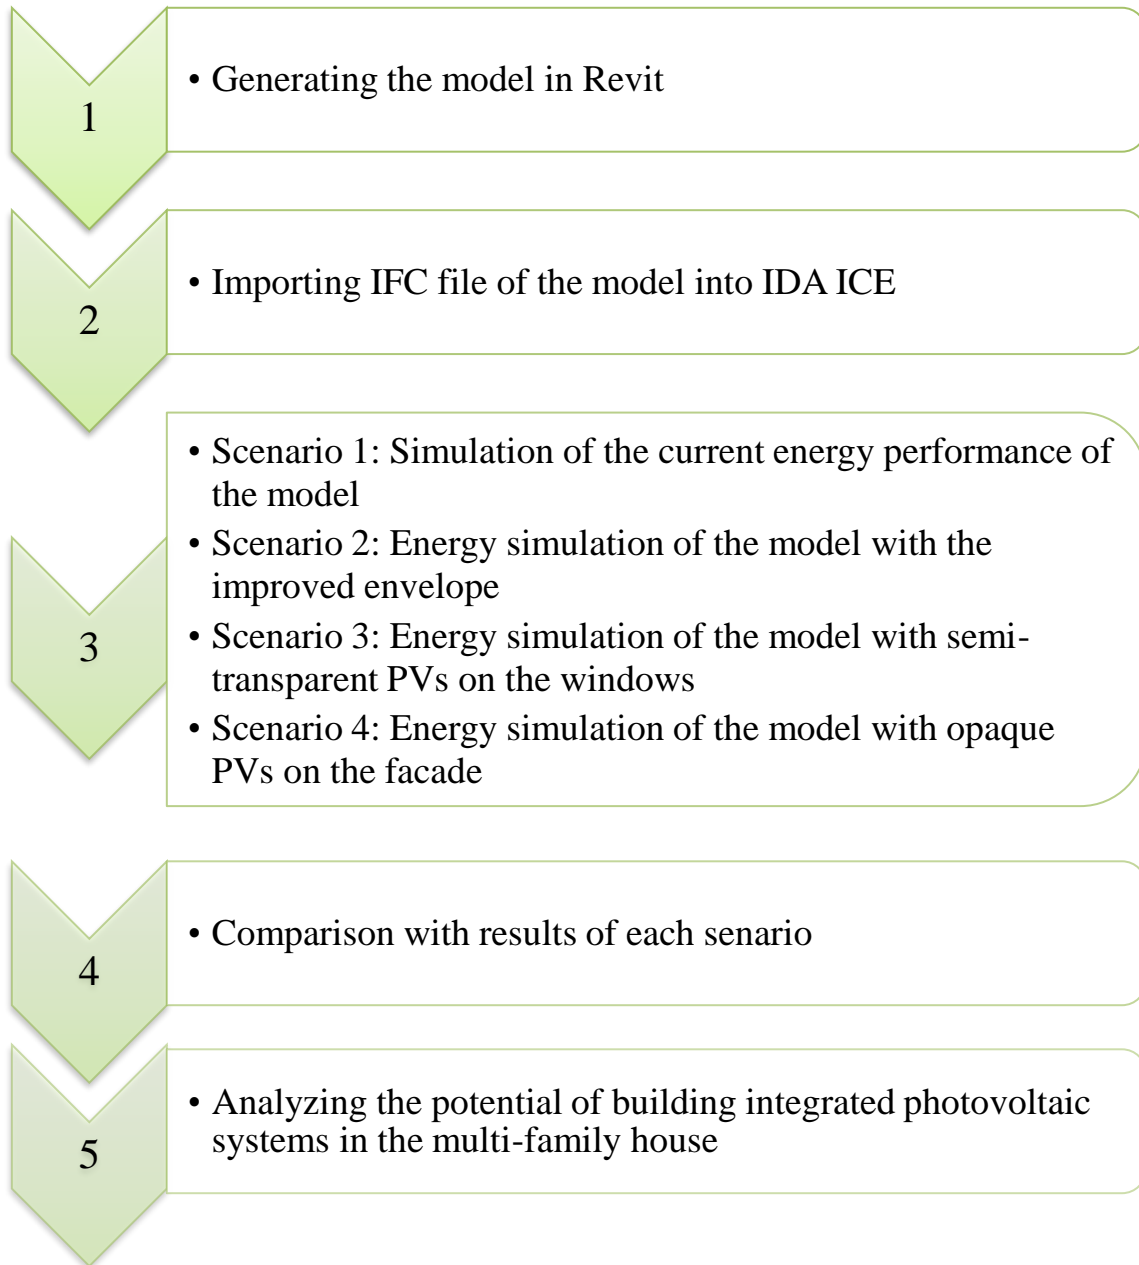 1
• Generating the model in Revit
2
• Importing IFC file of the model into IDA ICE
3
• Scenario 1: Simulation of the current energy performance of
the model
• Scenario 2: Energy simulation of the model with the
improved envelope
• Scenario 3: Energy simulation of the model with semi-
transparent PVs on the windows
• Scenario 4: Energy simulation of the model with opaque
PVs on the facade
4
• Comparison with results of each senario
5
• Analyzing the potential of building integrated photovoltaic
systems in the multi-family house